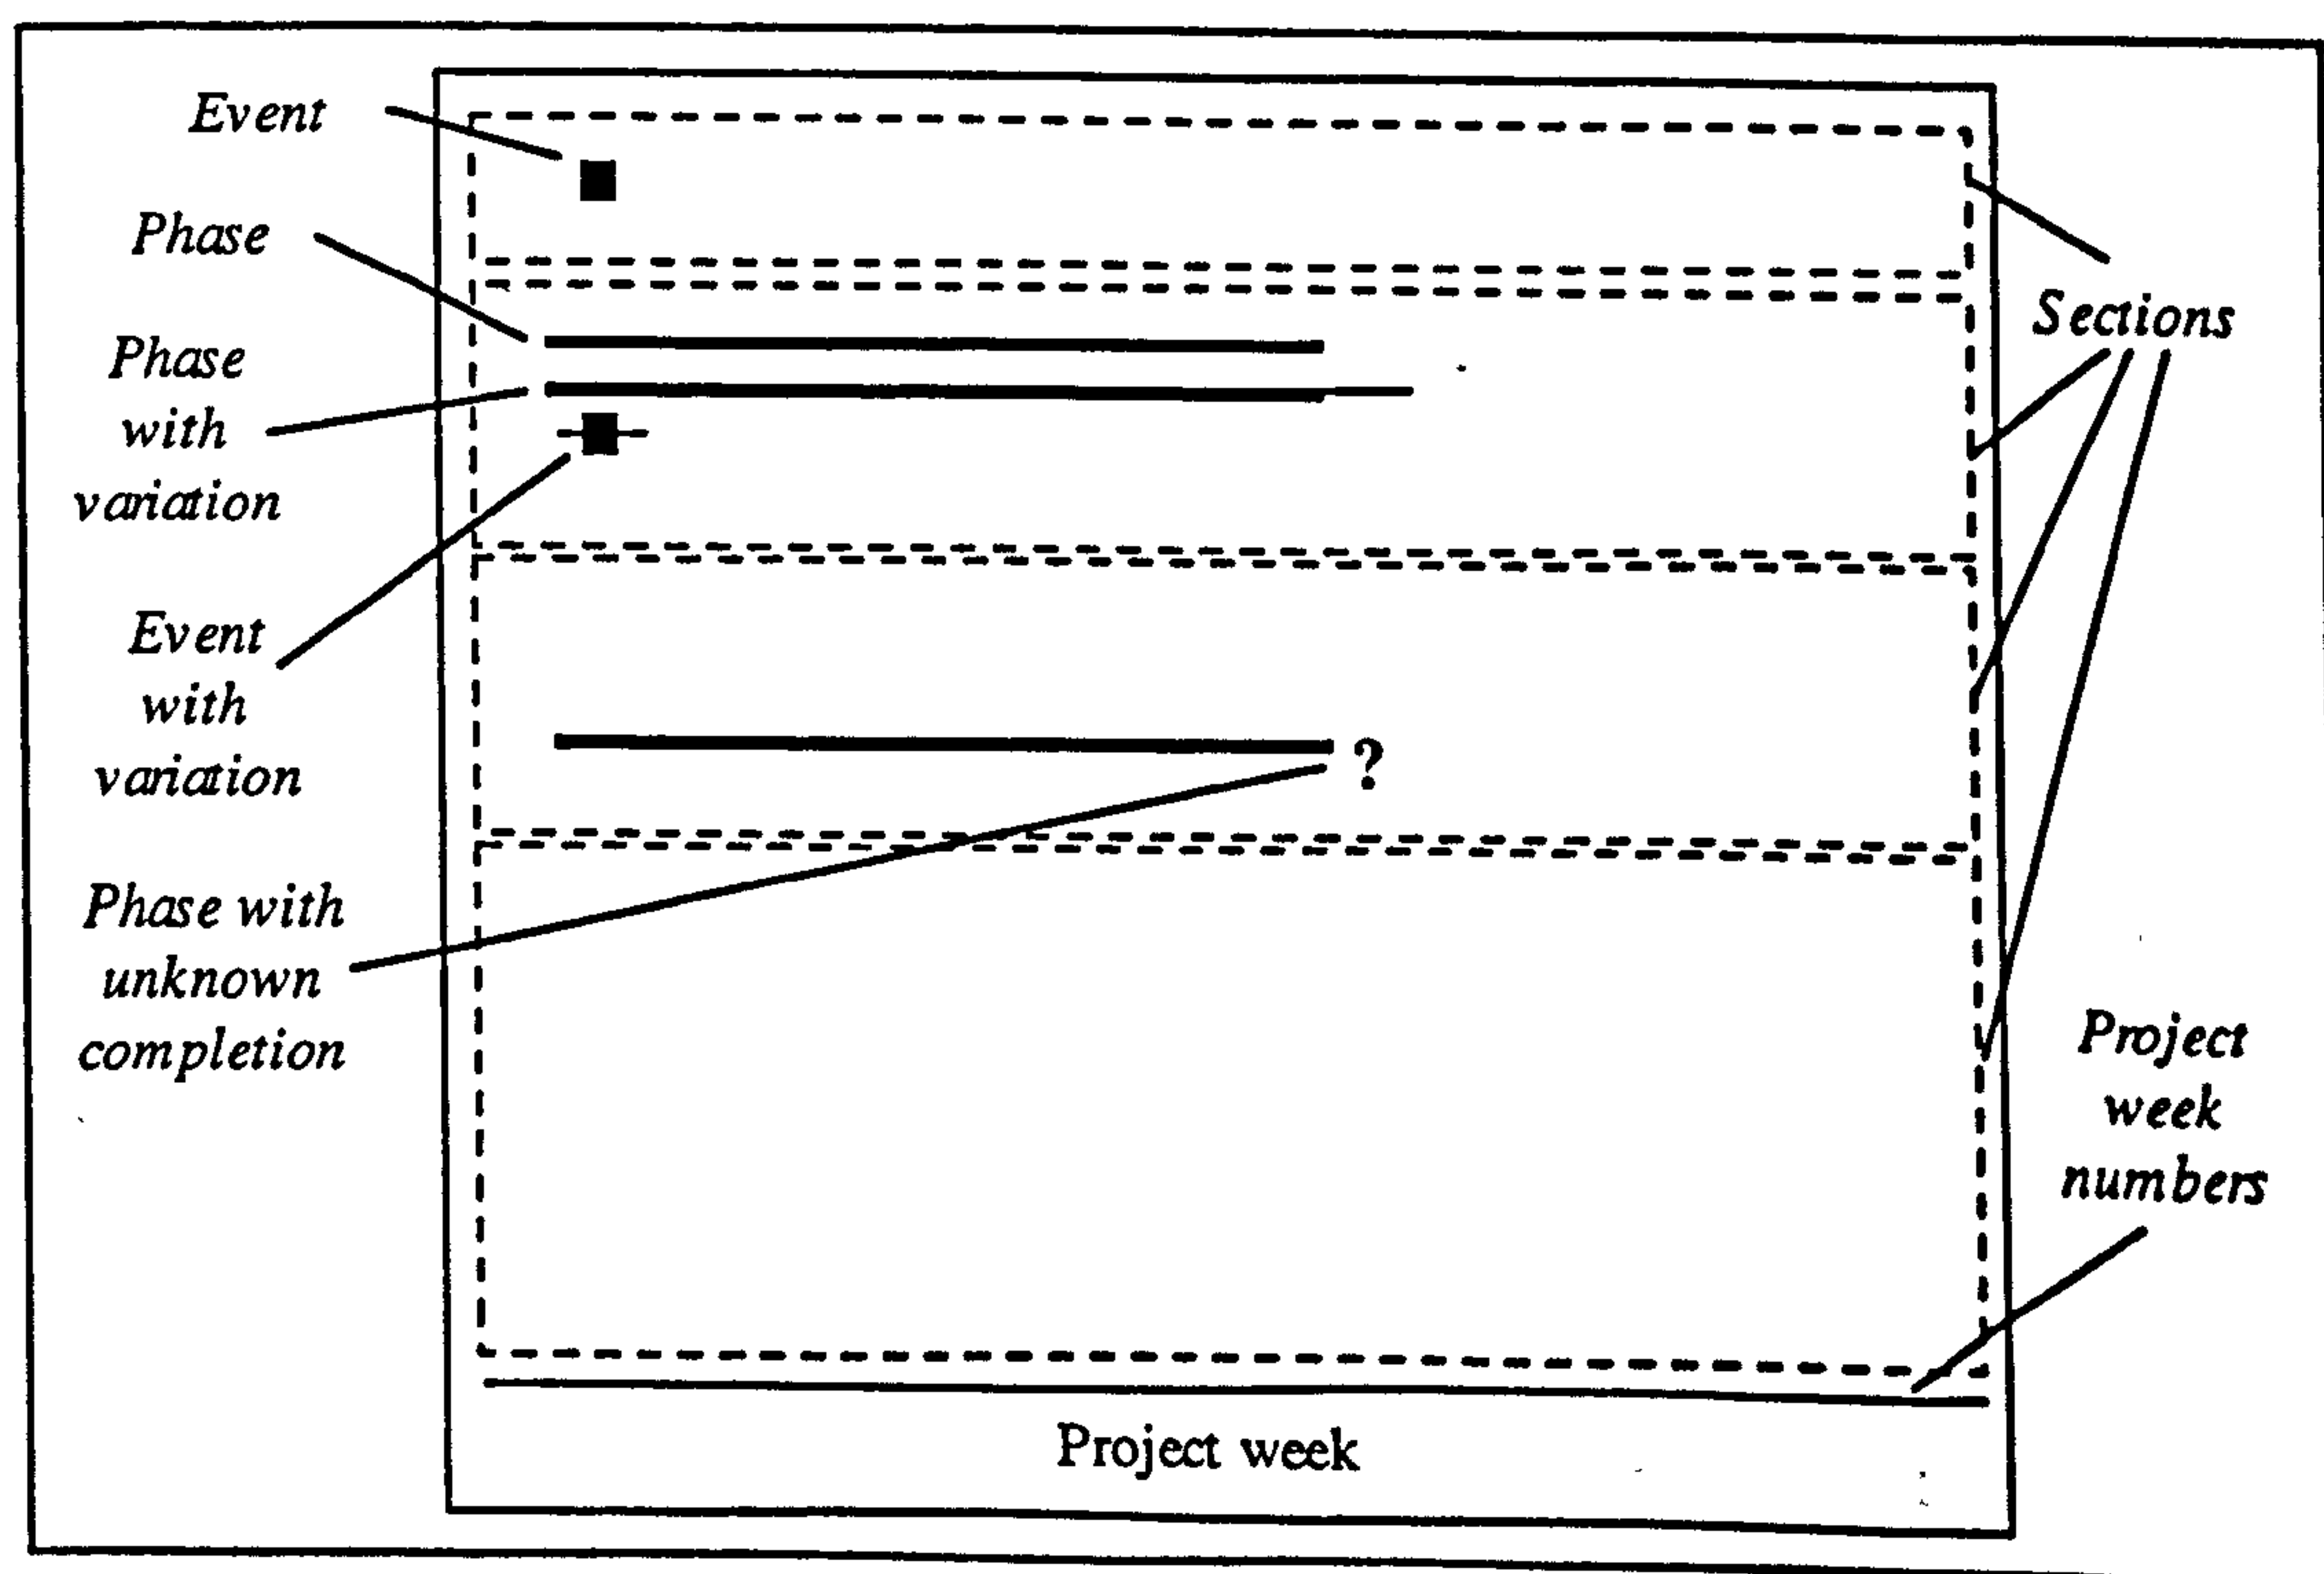 Event
Phase
Phase
with
variation
Event
with
variation
Phase with
unknown
completion
?
Sections
Project
week
numbers
Project week